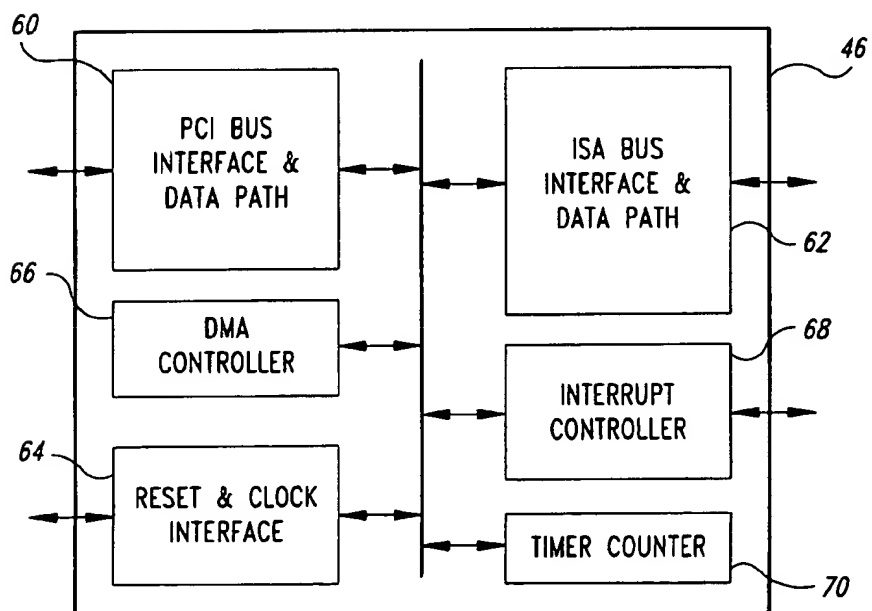 60
46
PCI BUS
INTERFACE &
DATA PATH
ISA BUS
INTERFACE &
DATA PATH
62
66
DMA
CONTROLLER
68
INTERRUPT
CONTROLLER
64
RESET & CLOCK
INTERFACE
TIMER COUNTER
70